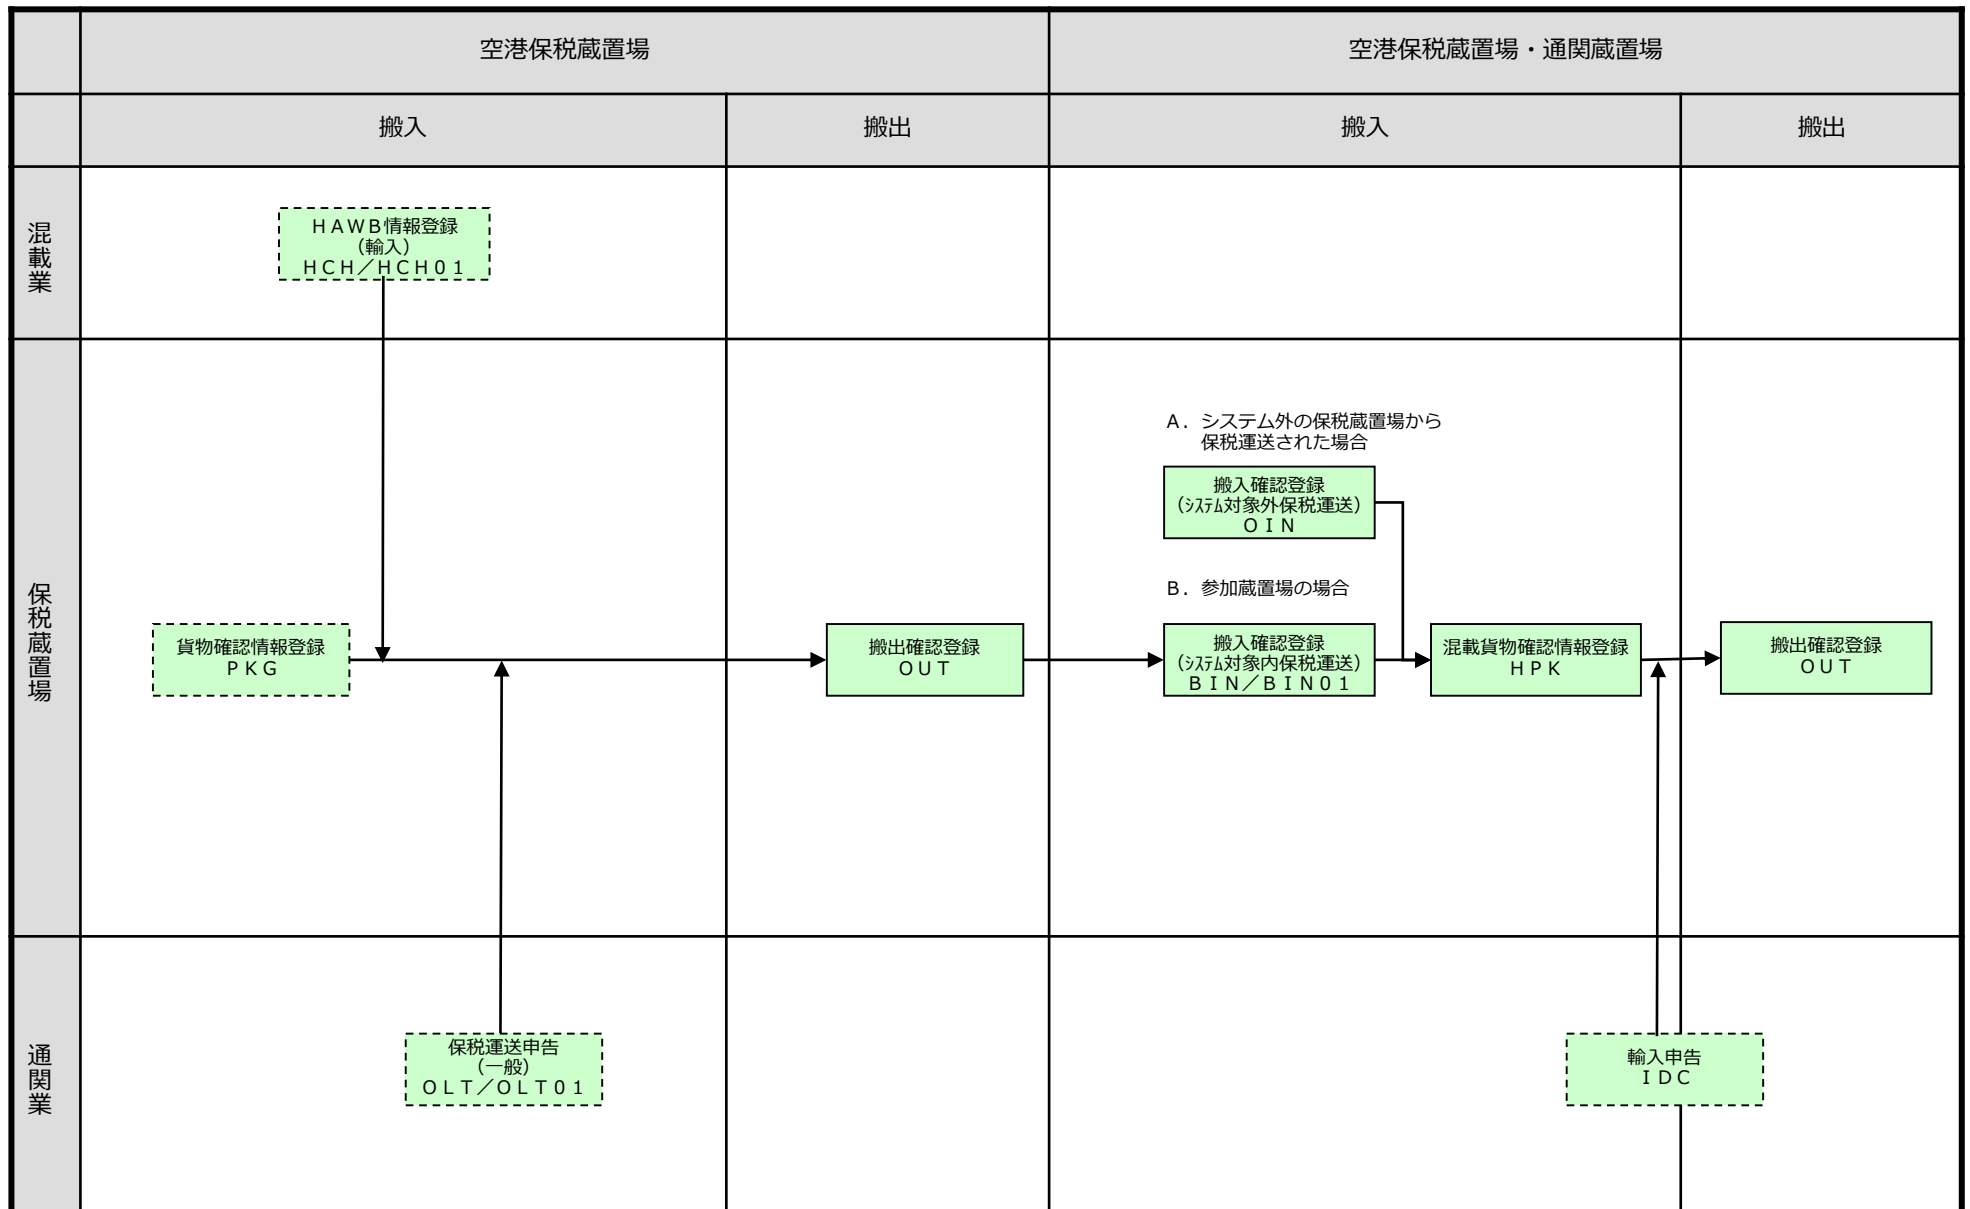 空港保税蔵置場
空港保税蔵置場・通関蔵置場
搬入
搬出
搬入
搬出
混載業
ＨＡＷＢ情報登録
（輸入）
ＨＣＨ／ＨＣＨ０１
保税蔵置場
Ａ．システム外の保税蔵置場から
保税運送された場合
搬入確認登録
（ｼｽﾃﾑ対象外保税運送）
ＯＩＮ
Ｂ．参加蔵置場の場合
貨物確認情報登録
ＰＫＧ
搬出確認登録
ＯＵＴ
搬入確認登録
（ｼｽﾃﾑ対象内保税運送）
ＢＩＮ／ＢＩＮ０１
混載貨物確認情報登録
ＨＰＫ
搬出確認登録
ＯＵＴ
通関業
保税運送申告
（一般）
ＯＬＴ／ＯＬＴ０１
輸入申告
ＩＤＣ